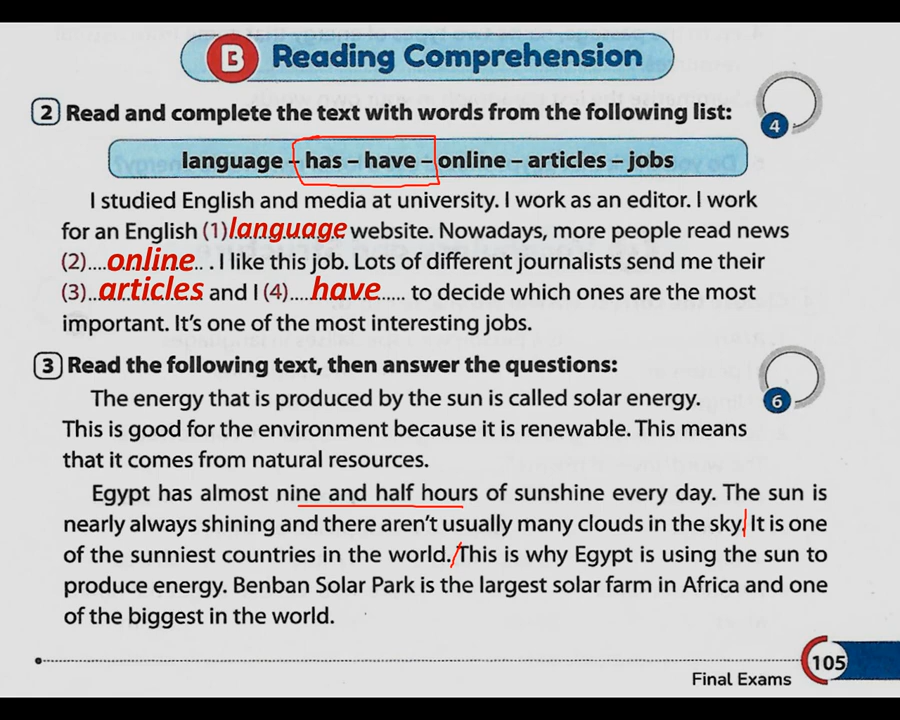 B Reading Comprehension
2 Read and complete the text with words from the following list:
4
language – has – have – online – articles – jobs
I studied English and media at university. I work as an editor. I work
for an English (1) language website. Nowadays, more people read news
(2)....online.. . I like this job. Lots of different journalists send me their
(3)..articles and I (4)....have...... to decide which ones are the most
important. It's one of the most interesting jobs.
3 Read the following text, then answer the questions:
6
The energy that is produced by the sun is called solar energy.
This is good for the environment because it is renewable. This means
that it comes from natural resources.
Egypt has almost nine and half hours of sunshine every day. The sun is
nearly always shining and there aren't usually many clouds in the sky. It is one
of the sunniest countries in the world. This is why Egypt is using the sun to
produce energy. Benban Solar Park is the largest solar farm in Africa and one
of the biggest in the world.
105
Final Exams